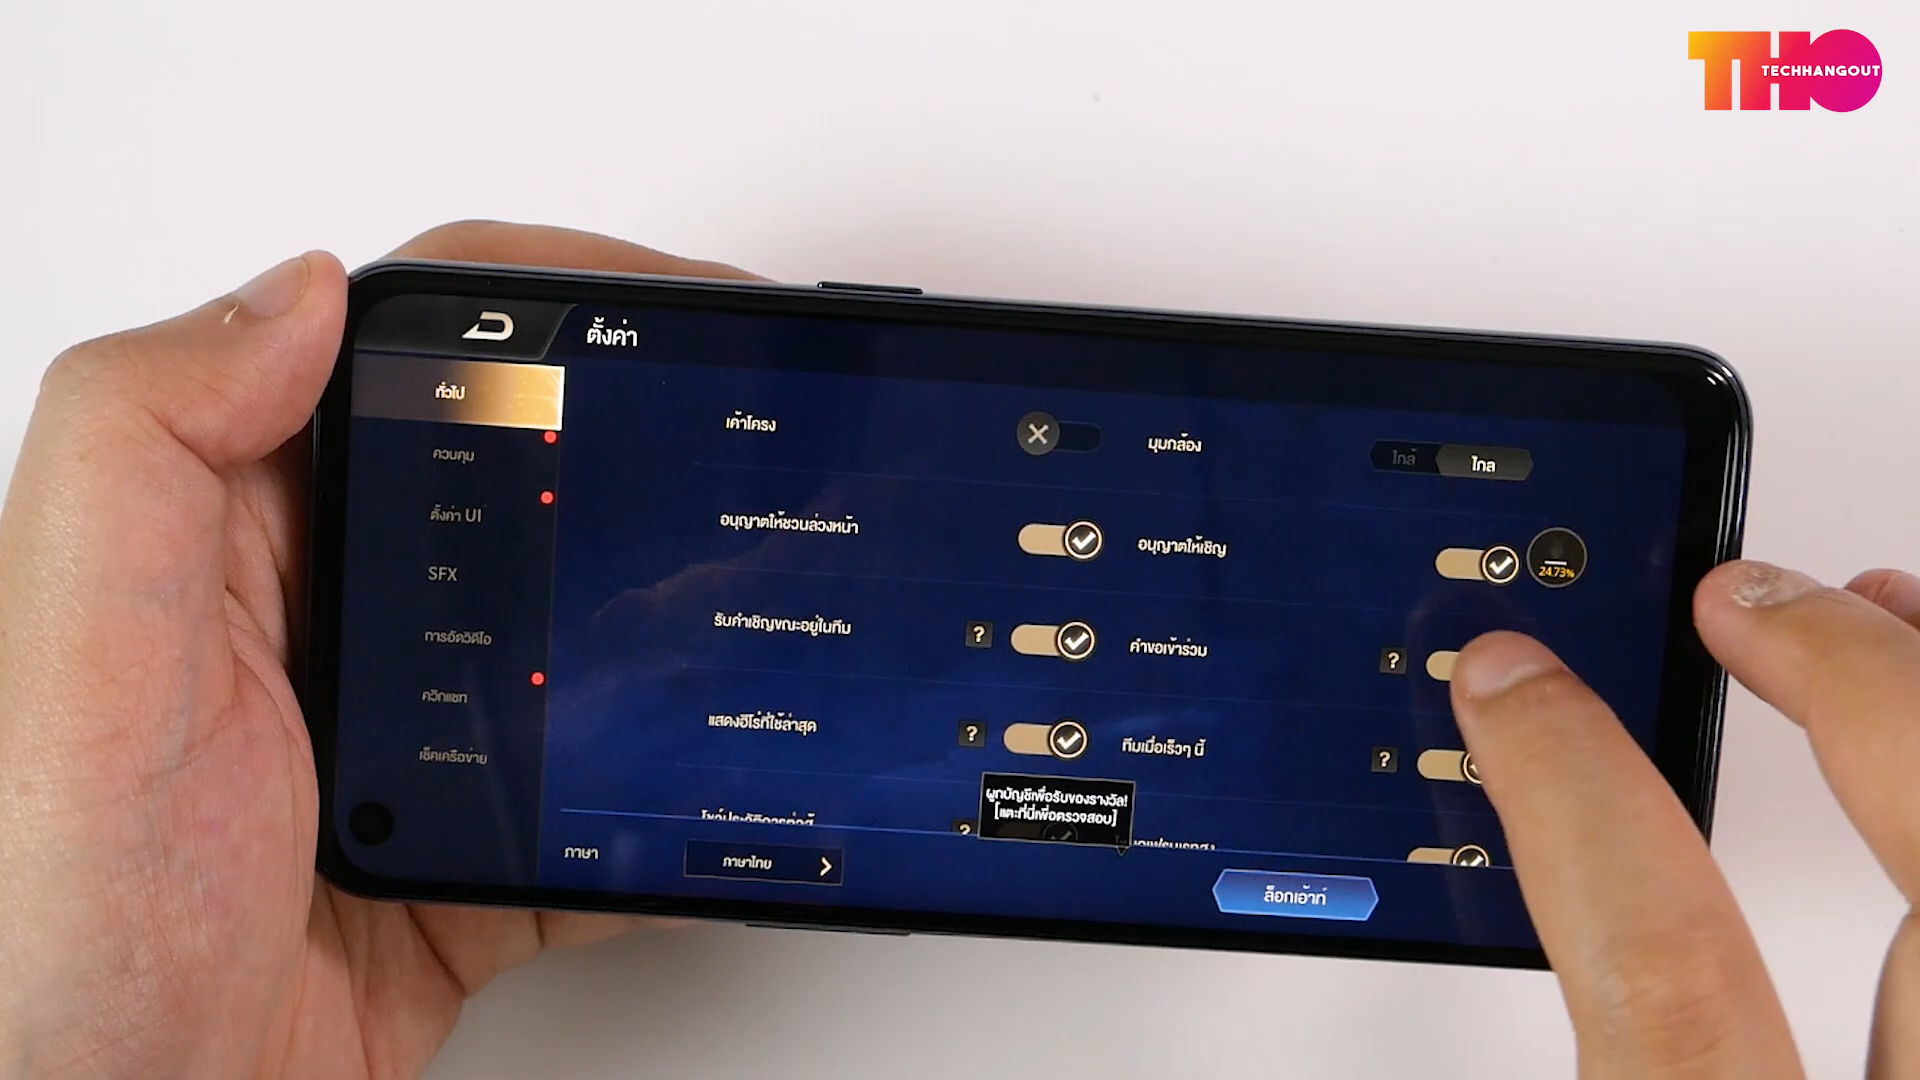 THO
TECHHANGOUT
ตั้งค่า
ทั่วไป
ควบคุม
ตั้งค่า UI
SFX
การอัดวิดีโอ
ควิกแชท
เช็คเครือข่าย
เค้าโครง
มุมกล้อง
ใกล้ ไกล
อนุญาตให้ชวนล่วงหน้า
อนุญาตให้เชิญ
24.73%
รับคำเชิญขณะอยู่ในทีม ?
คำขอเข้าร่วม ?
แสดงฮีโร่ที่ใช้ล่าสุด ?
ทีมเมื่อเร็วๆ นี้ ?
ผูกบัญชีเพื่อรับของรางวัล!
[แตะที่นี่เพื่อตรวจสอบ]
?
ภาษา
ภาษาไทย
ล็อกเอ้าท์